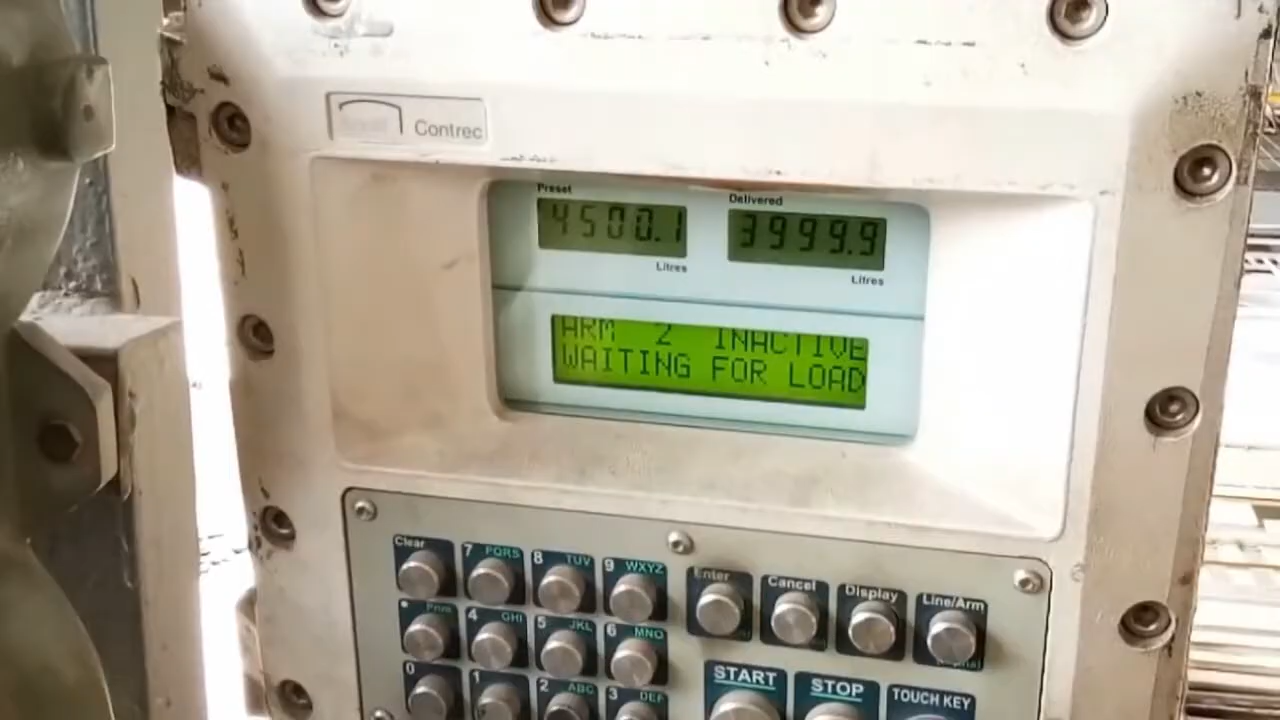 Contrec
Preset
Delivered
4500.1
3999.9
Litres
Litres
ARM 2 INACTIVE
WAITING FOR LOAD
Clear
7 PQRS
8 TUV
9 WXYZ
Enter
Cancel
Display
Line/Arm
Print
4 GHI
5 JKL
6 MNO
0
1
2 ABC
3 DEF
START
STOP
TOUCH KEY